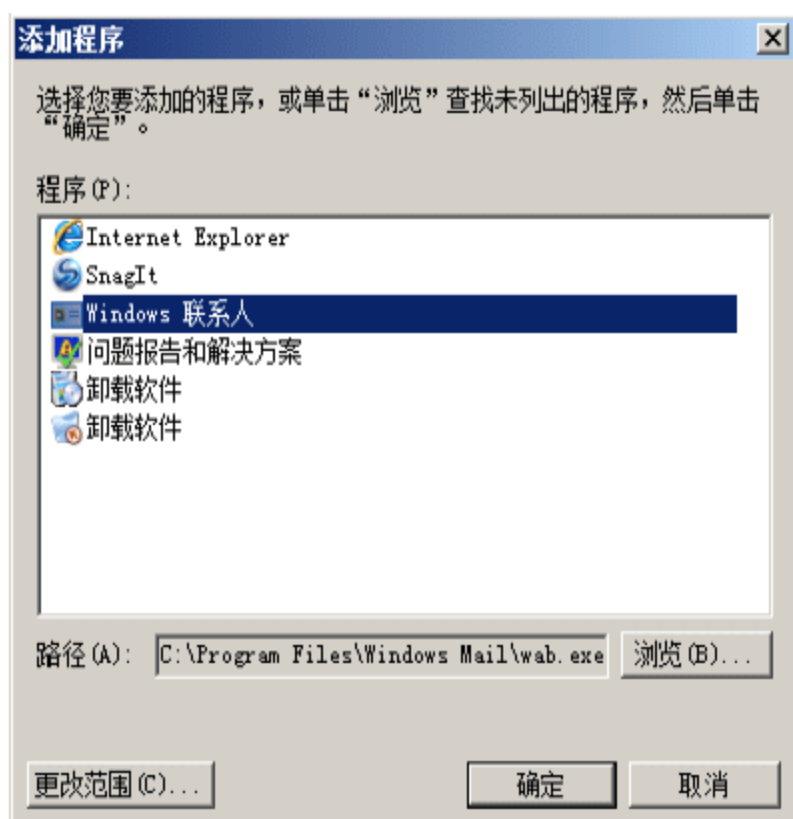 添加程序
选择您要添加的程序，或单击“浏览”查找未列出的程序，然后单击
“确定”。
程序(P):
Internet Explorer
SnagIt
Windows 联系人
问题报告和解决方案
卸载软件
卸载软件
路径(A): C:\Program Files\Windows Mail\wab.exe 浏览(B)...
更改范围(C)... 确定 取消